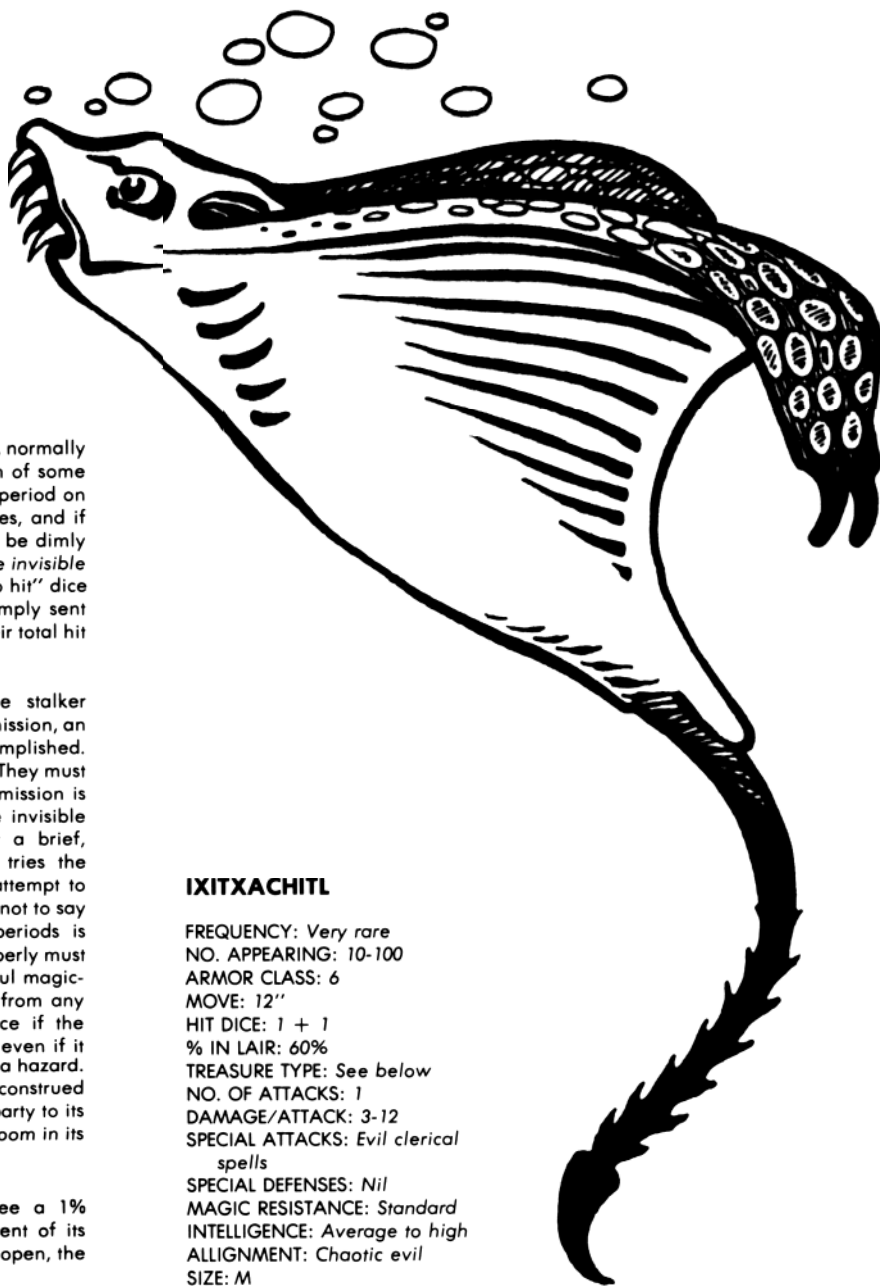 normally
of some
period on
es, and if
be dimly
invisible
hit" dice
mply sent
ir total hit
stalker
mission, an
mplished.
They must
mission is
invisible
a brief,
tries the
attempt to
not to say
periods is
perly must
ul magic-
from any
ce if the
even if it
a hazard.
construed
party to its
oom in its
ee a 1%
ent of its
open, the
IXITXACHITL
FREQUENCY: Very rare
NO. APPEARING: 10-100
ARMOR CLASS: 6
MOVE: 12"
HIT DICE: 1 + 1
% IN LAIR: 60%
TREASURE TYPE: See below
NO. OF ATTACKS: 1
DAMAGE/ATTACK: 3-12
SPECIAL ATTACKS: Evil clerical
spells
SPECIAL DEFENSES: Nil
MAGIC RESISTANCE: Standard
INTELLIGENCE: Average to high
ALLIGNMENT: Chaotic evil
SIZE: M